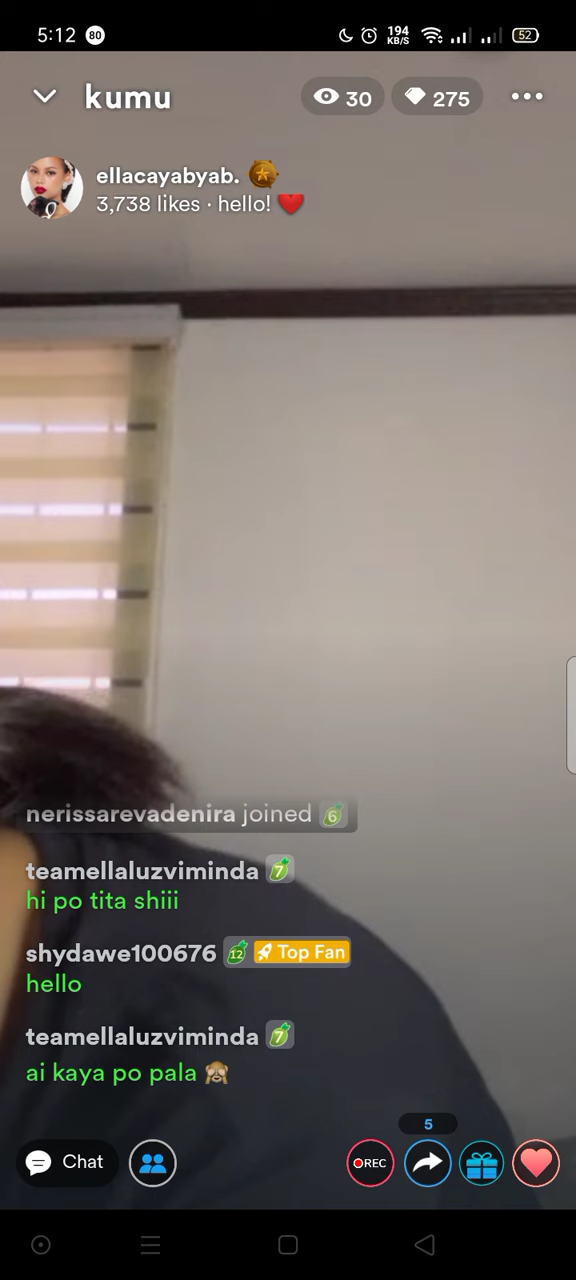 5:12 80 194 KB/S 52
kumu 30 275
ellacayabyab.
3,738 likes · hello! ❤️
nerissarevadenira joined 6
teamellaluzviminda 7
hi po tita shiii
shydawe100676 12 Top Fan
hello
teamellaluzviminda 7
ai kaya po pala 🙈
5
Chat REC